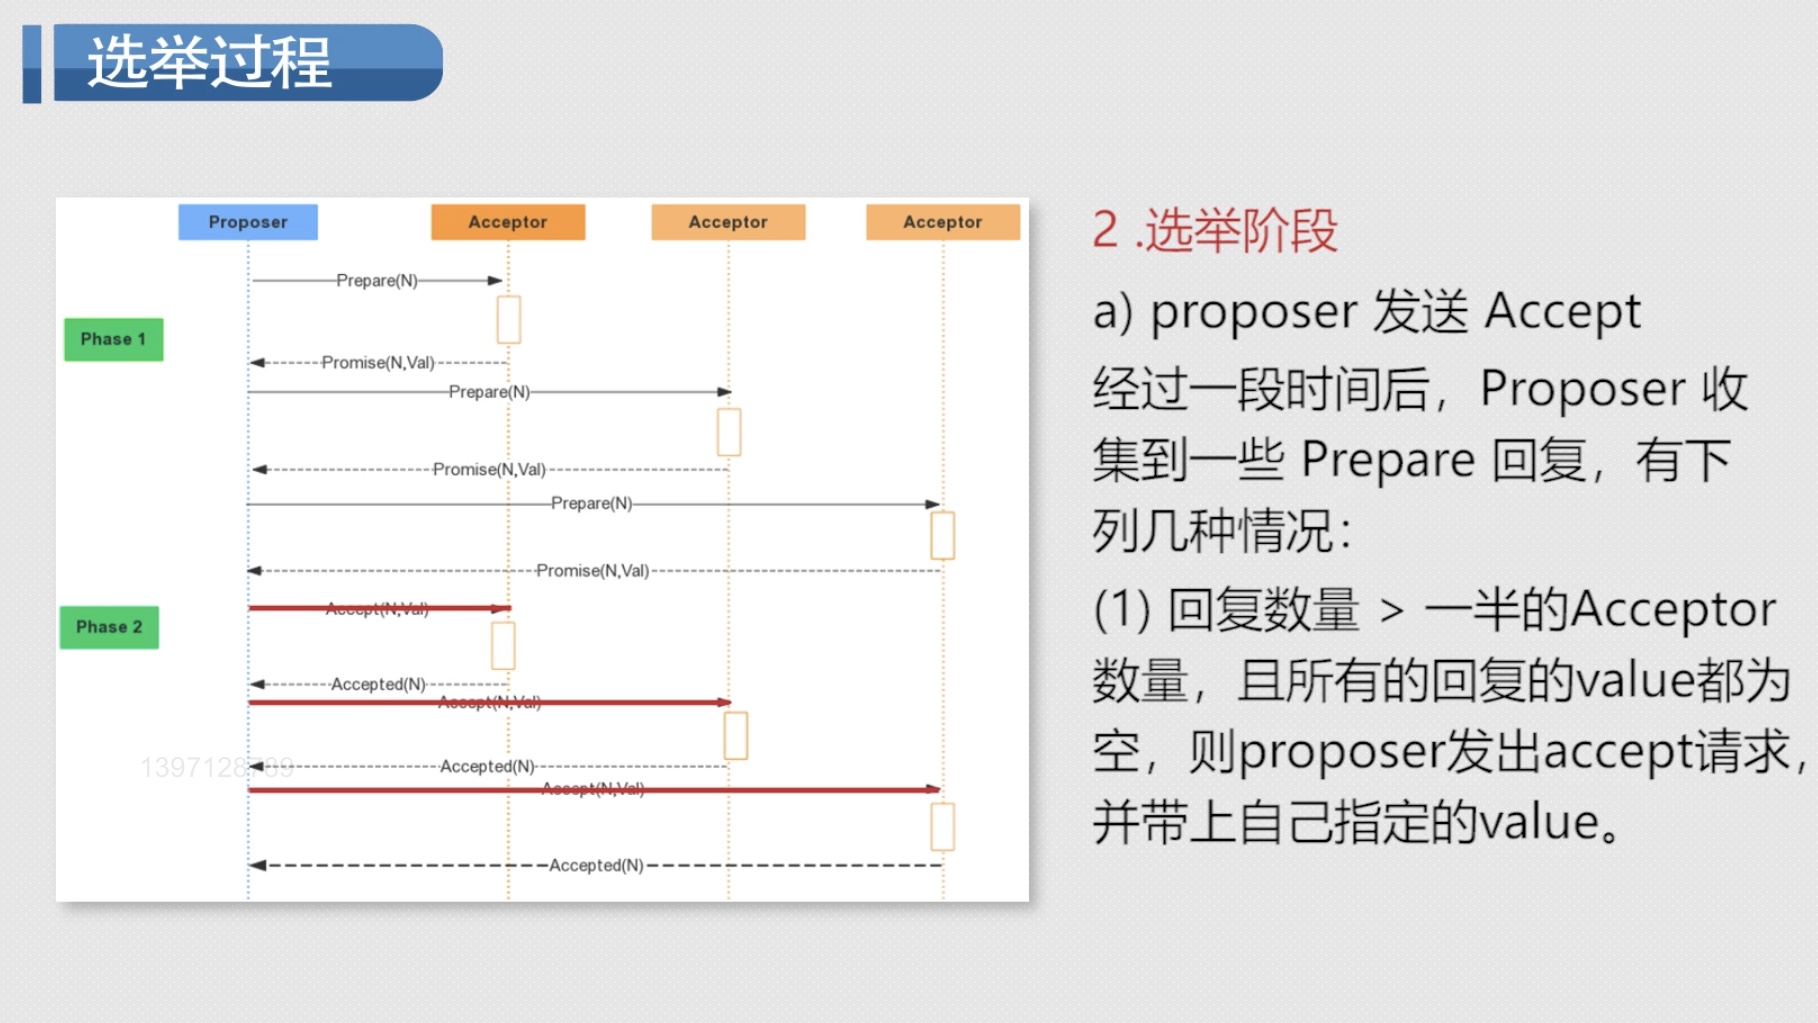 选举过程
Proposer
Acceptor
Acceptor
Acceptor
Prepare(N)
Phase 1
Promise(N,Val)
Prepare(N)
Promise(N,Val)
Prepare(N)
Promise(N,Val)
Accept(N,Val)
Phase 2
Accepted(N)
Accept(N,Val)
Accepted(N)
Accept(N,Val)
Accepted(N)
2 .选举阶段
a) proposer 发送 Accept
经过一段时间后，Proposer 收
集到一些 Prepare 回复，有下
列几种情况：
(1) 回复数量 > 一半的Acceptor
数量，且所有的回复的value都为
空，则proposer发出accept请求，
并带上自己指定的value。